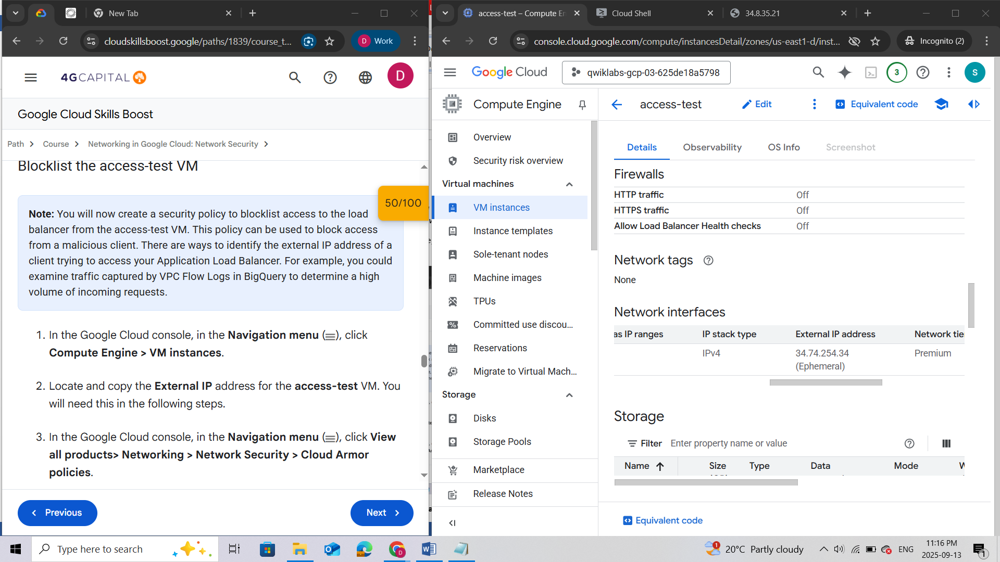 New Tab
cloudskillsboost.google/paths/1839/course_t...
D
Work
4G CAPITAL
D
Google Cloud Skills Boost
Path
Course
Networking in Google Cloud: Network Security
Blocklist the access-test VM
50/100
Note: You will now create a security policy to blocklist access to the load
balancer from the access-test VM. This policy can be used to block access
from a malicious client. There are ways to identify the external IP address of a
client trying to access your Application Load Balancer. For example, you could
examine traffic captured by VPC Flow Logs in BigQuery to determine a high
volume of incoming requests.
1. In the Google Cloud console, in the Navigation menu (), click
Compute Engine > VM instances.
2. Locate and copy the External IP address for the access-test VM. You
will need this in the following steps.
3. In the Google Cloud console, in the Navigation menu (), click View
all products> Networking > Network Security > Cloud Armor
policies.
Previous
Next
access-test – Compute En
Cloud Shell
34.8.35.21
console.cloud.google.com/compute/instancesDetail/zones/us-east1-d/inst...
Incognito (2)
Google Cloud
qwiklabs-gcp-03-625de18a5798
3
S
Compute Engine
Overview
Security risk overview
Virtual machines
VM instances
Instance templates
Sole-tenant nodes
Machine images
TPUs
Committed use discou...
Reservations
Migrate to Virtual Mach...
Storage
Disks
Storage Pools
Marketplace
Release Notes
access-test
Edit
Equivalent code
Details
Observability
OS Info
Screenshot
Firewalls
HTTP traffic Off
HTTPS traffic Off
Allow Load Balancer Health checks Off
Network tags
None
Network interfaces
as IP ranges IP stack type External IP address Network tie
IPv4 34.74.254.34 Premium
(Ephemeral)
Storage
Filter Enter property name or value
Name Size Type Data Mode
Equivalent code
Type here to search
1
20°C Partly cloudy
ENG
11:16 PM
2025-09-13
1